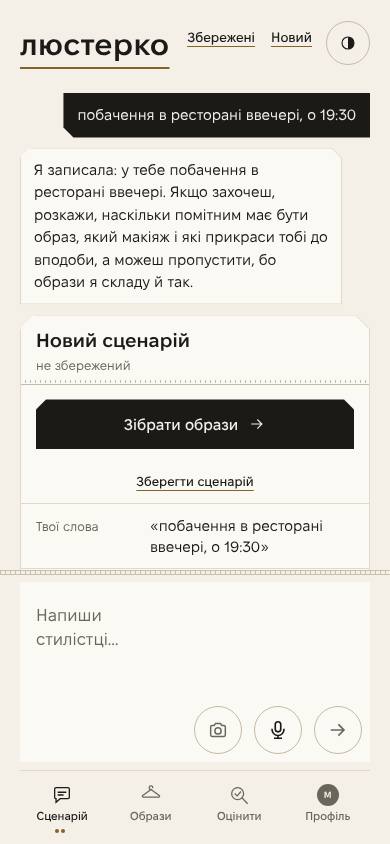 люстерко
Збережені Новий
побачення в ресторані ввечері, о 19:30
Я записала: у тебе побачення в
ресторані ввечері. Якщо захочеш,
розкажи, наскільки помітним має бути
образ, який макіяж і які прикраси тобі до
вподоби, а можеш пропустити, бо
образи я складу й так.
Новий сценарій
не збережений
Зібрати образи →
Зберегти сценарій
Твої слова «побачення в ресторані
ввечері, о 19:30»
Напиши
стилістці...
Сценарій Образи Оцінити Профіль
М